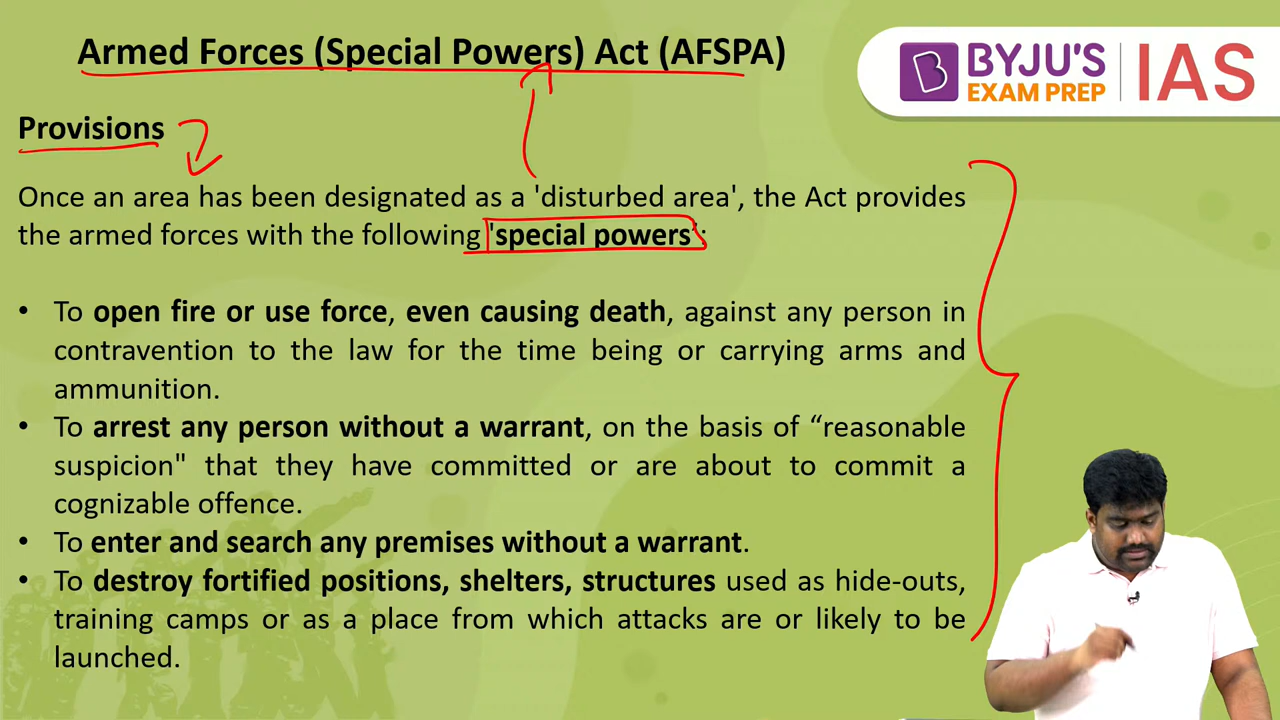 Armed Forces (Special Powers) Act (AFSPA)
BYJU'S
EXAM PREP
IAS
Provisions
Once an area has been designated as a 'disturbed area', the Act provides
the armed forces with the following 'special powers':
• To open fire or use force, even causing death, against any person in
contravention to the law for the time being or carrying arms and
ammunition.
• To arrest any person without a warrant, on the basis of “reasonable
suspicion" that they have committed or are about to commit a
cognizable offence.
• To enter and search any premises without a warrant.
• To destroy fortified positions, shelters, structures used as hide-outs,
training camps or as a place from which attacks are or likely to be
launched.